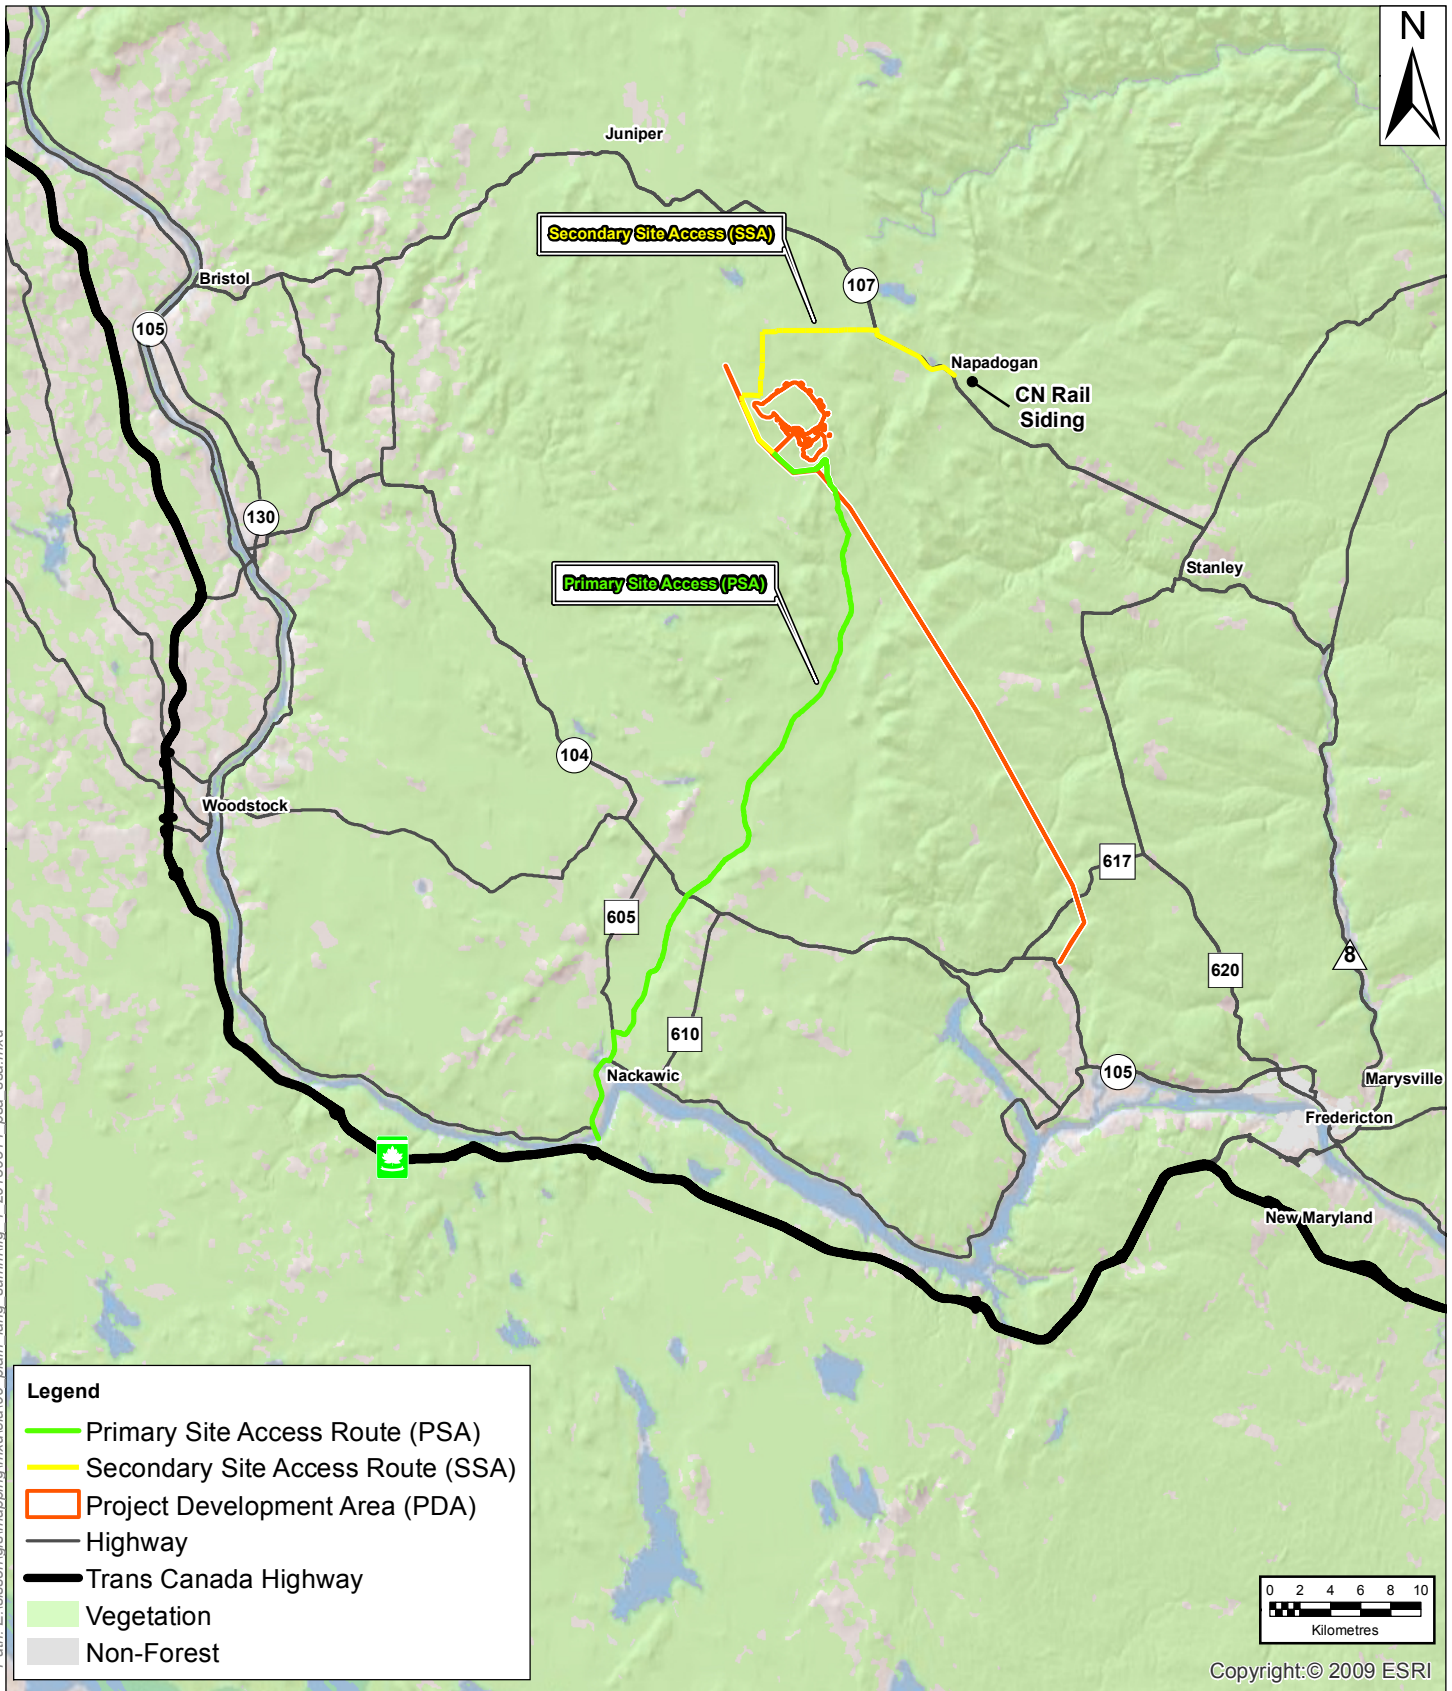 N
Juniper
Secondary Site Access (SSA)
Bristol
107
105
Napadogan
CN Rail
Siding
130
Stanley
Primary Site Access (PSA)
104
Woodstock
617
605
8
620
610
Nackawic
105
Marysville
Fredericton
New Maryland
Legend
Primary Site Access Route (PSA)
Secondary Site Access Route (SSA)
Project Development Area (PDA)
Highway
Trans Canada Highway
Vegetation
Non-Forest
0 2 4 6 8 10
Kilometres
Copyright:© 2009 ESRI